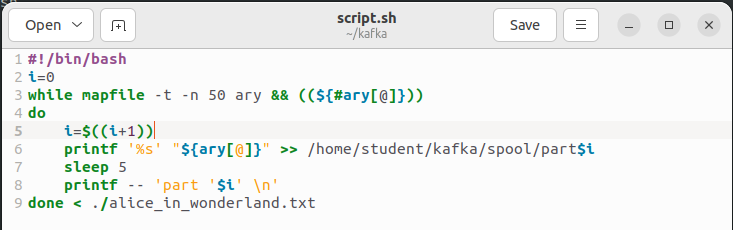 Open
script.sh
~/kafka
Save
1 #!/bin/bash
2 i=0
3 while mapfile -t -n 50 ary && ((${#ary[@]}))
4 do
5     i=$((i+1))
6     printf '%s' "${ary[@]}" >> /home/student/kafka/spool/part$i
7     sleep 5
8     printf -- 'part '$i' \n'
9 done < ./alice_in_wonderland.txt